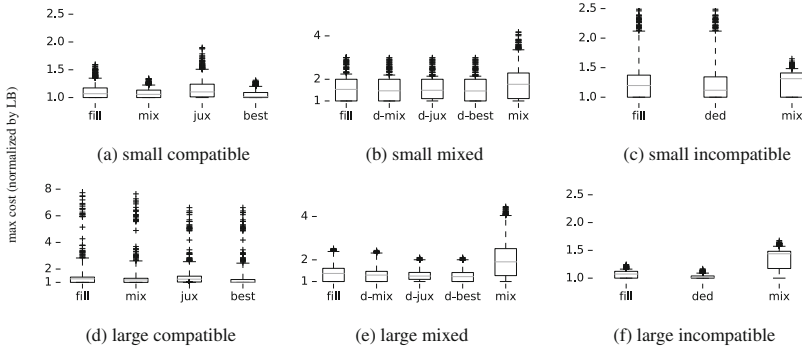 max cost (normalized by LB)
2.5
2.0
1.5
1.0
fill mix jux best
(a) small compatible
4
2
1
fill d-mix d-jux d-best mix
(b) small mixed
2.5
2.0
1.5
1.0
fill ded mix
(c) small incompatible
8
6
4
2
1
fill mix jux best
(d) large compatible
4
2
1
fill d-mix d-jux d-best mix
(e) large mixed
2.5
2.0
1.5
1.0
fill ded mix
(f) large incompatible